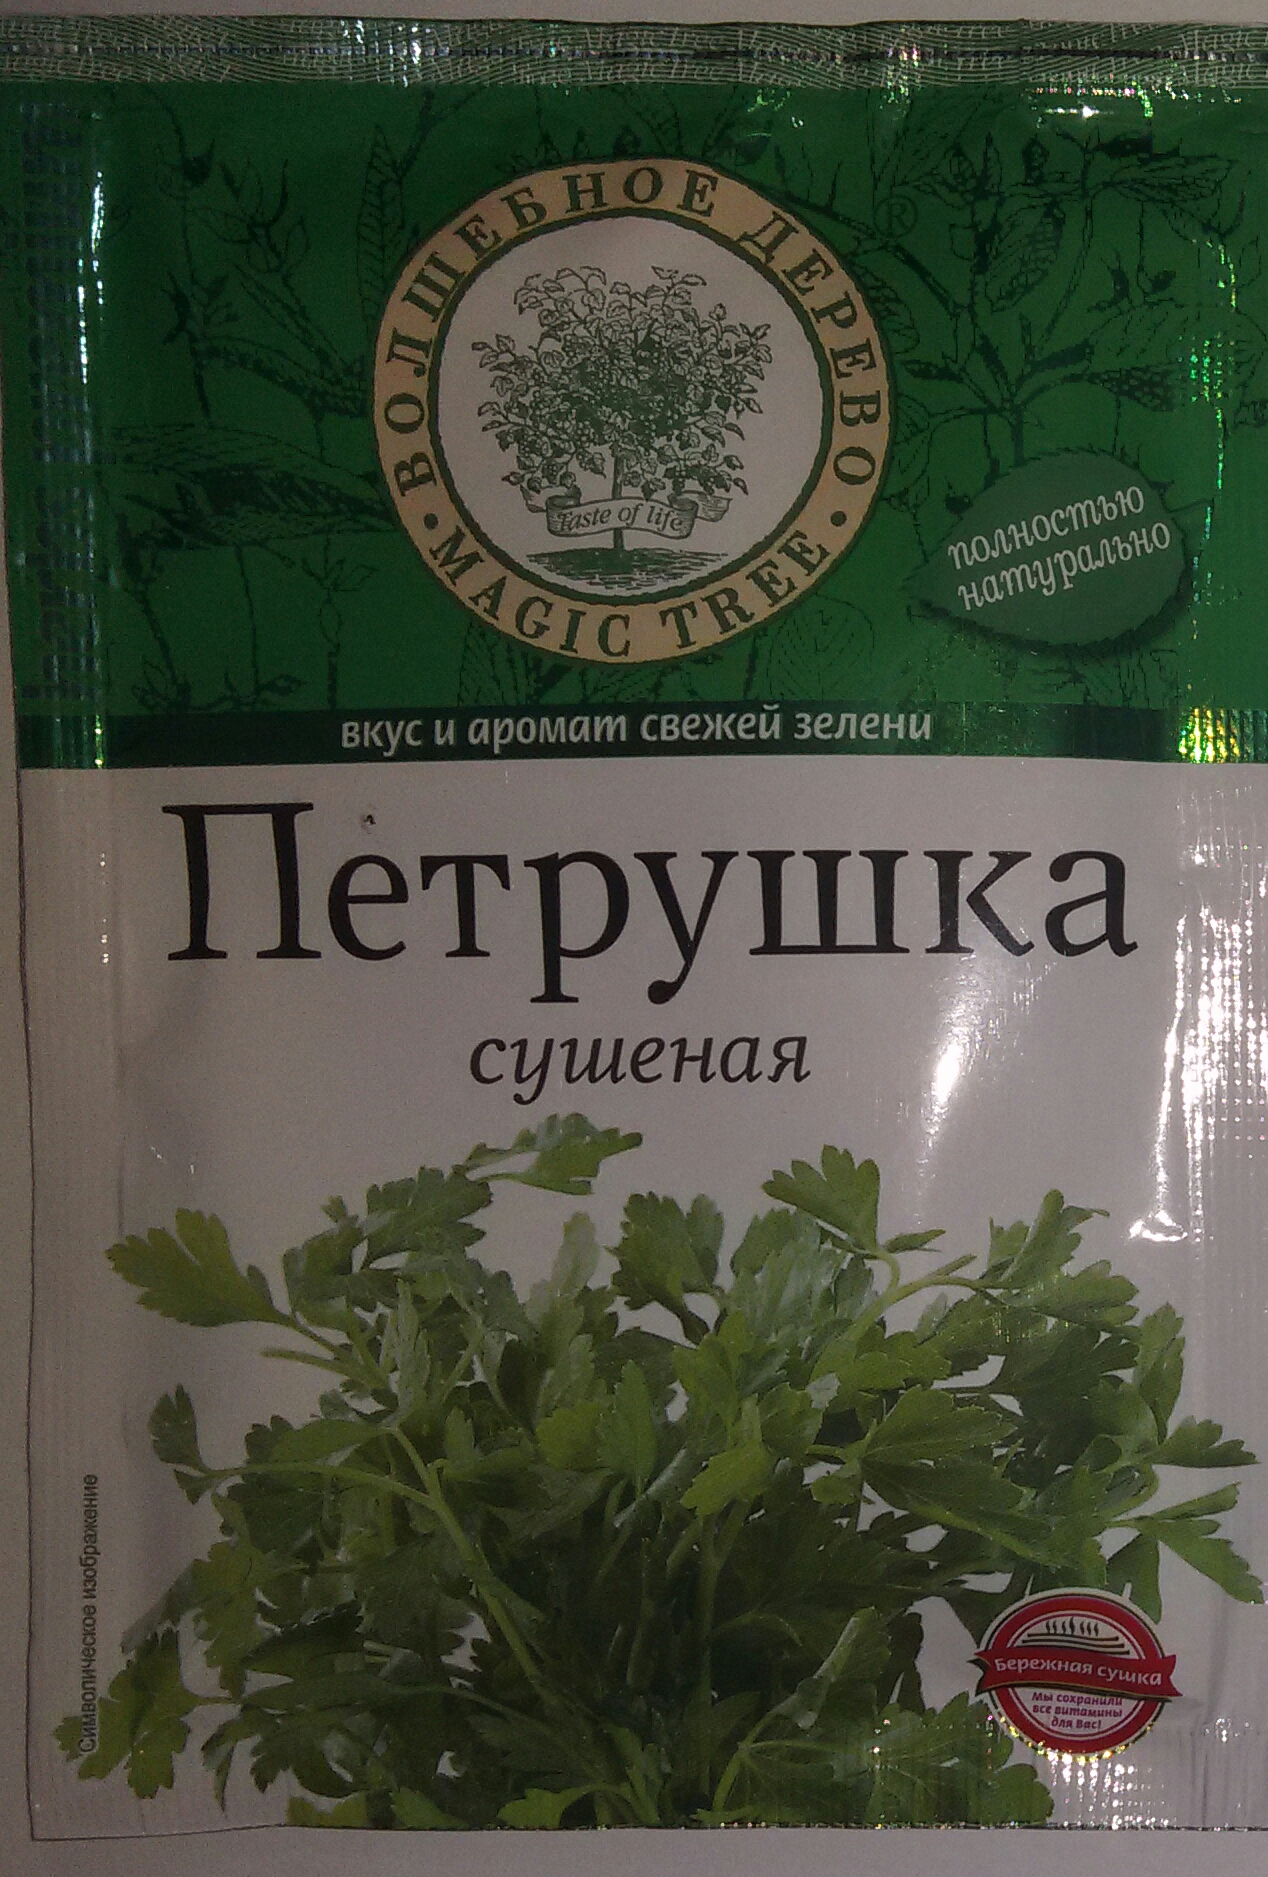 ВОЛШЕБНОЕ ДЕРЕВО
®
Taste of life
MAGIC TREE
полностью
натурально
вкус и аромат свежей зелени
Петрушка
сушеная
Символическое изображение
Бережная сушка
Мы сохранили
все витамины
для Вас!